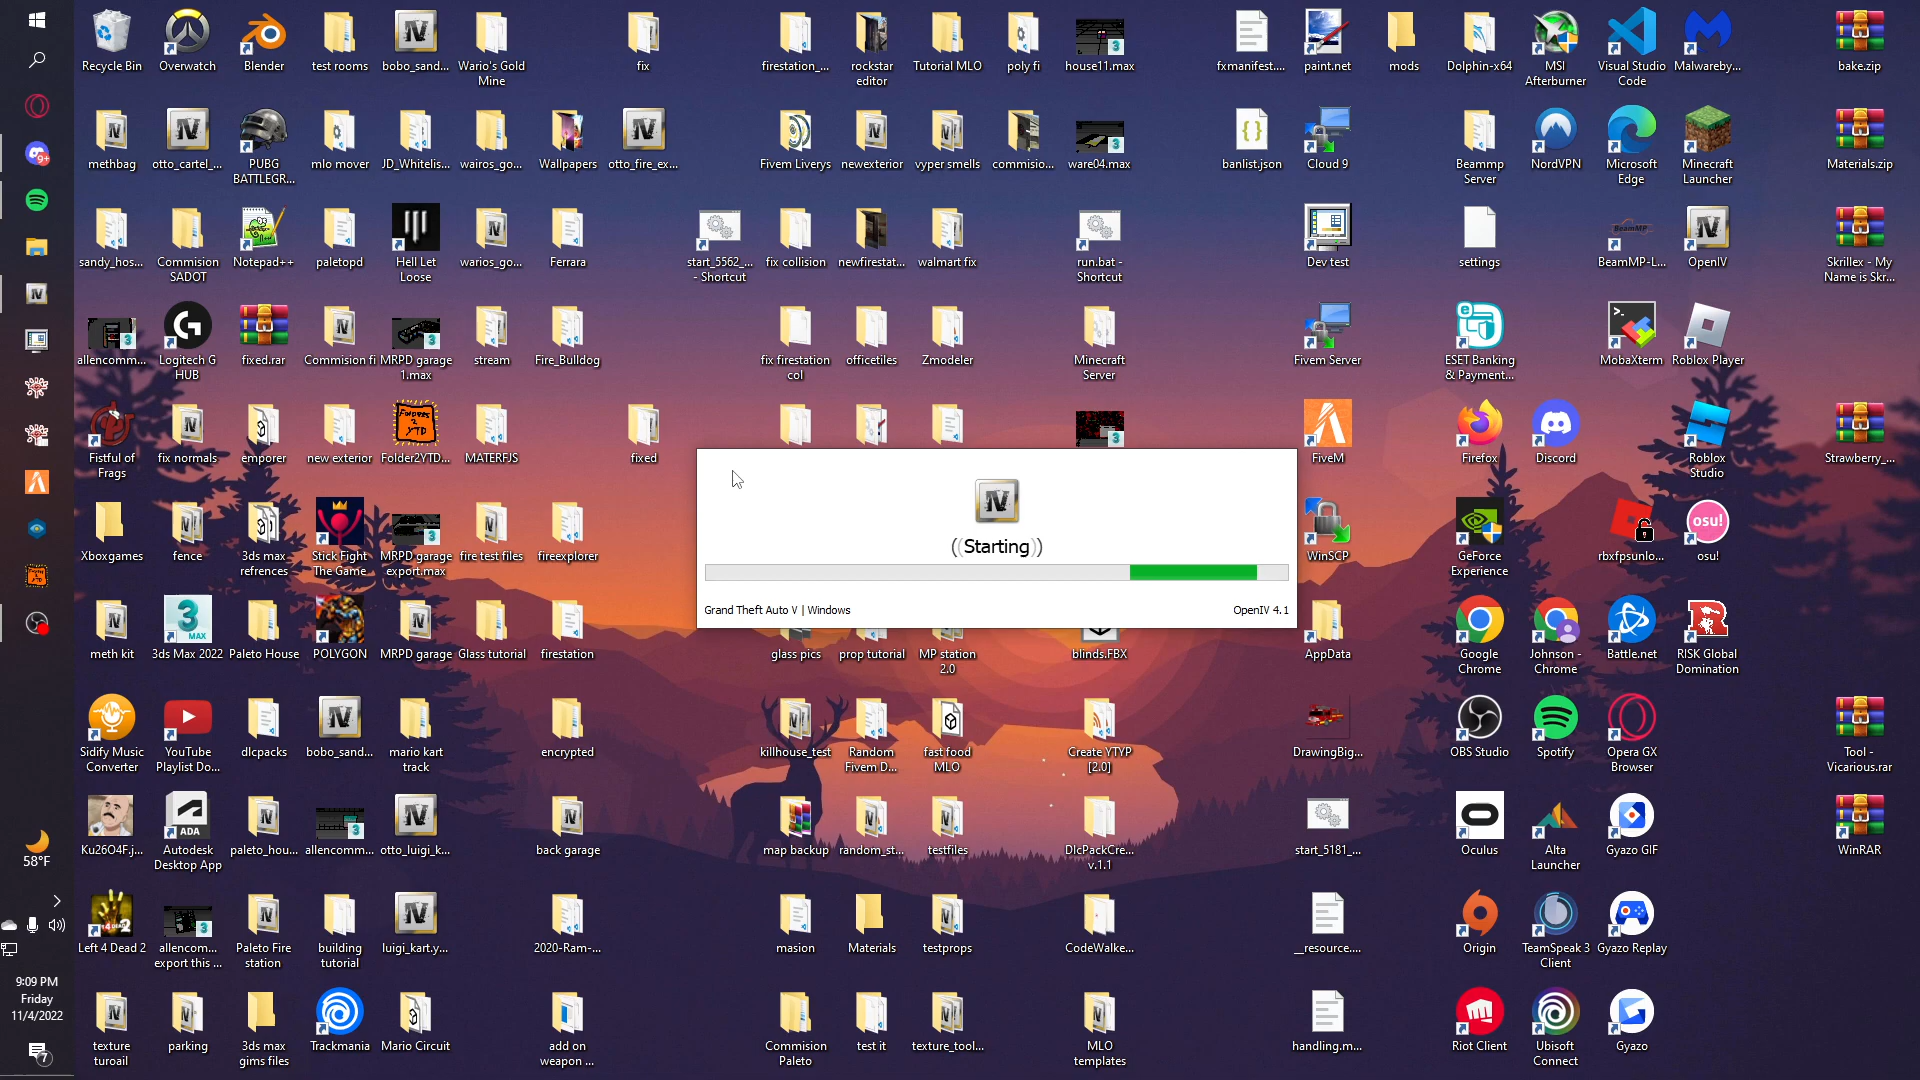 Recycle Bin
Overwatch
Blender
test rooms
bobo_sand...
Wario's Gold
Mine
fix
firestation_...
rockstar
editor
Tutorial MLO
poly fi
house11.max
fxmanifest....
paint.net
mods
Dolphin-x64
MSI
Afterburner
Visual Studio
Code
Malwareby...
bake.zip
methbag
otto_cartel_...
PUBG
BATTLEGR...
mlo mover
JD_Whitelis...
wairos_go...
Wallpapers
otto_fire_ex...
Fivem Liverys
newexterior
vyper smells
commisio...
ware04.max
banlist.json
Cloud 9
Beammp
Server
NordVPN
Microsoft
Edge
Minecraft
Launcher
Materials.zip
sandy_hos...
Commision
SADOT
Notepad++
paletopd
Hell Let
Loose
warios_go...
Ferrara
start_5562_...
- Shortcut
fix collision
newfirestat...
walmart fix
run.bat -
Shortcut
Dev test
settings
BeamMP-L...
OpenIV
Skrillex - My
Name is Skr...
allencomm...
Logitech G
HUB
fixed.rar
Commision fi
MRPD garage
1.max
stream
Fire_Bulldog
fix firestation
col
officetiles
Zmodeler
Minecraft
Server
Fivem Server
ESET Banking
& Payment...
MobaXterm
Roblox Player
Fistful of
Frags
fix normals
emporer
new exterior
Folder2YTD...
MATERFJS
fixed
FiveM
Firefox
Discord
Roblox
Studio
Strawberry_...
(Starting)
Grand Theft Auto V | Windows
OpenIV 4.1
Xboxgames
fence
3ds max
refrences
Stick Fight
The Game
MRPD garage
export.max
fire test files
fireexplorer
WinSCP
GeForce
Experience
rbxfpsunlo...
osu!
meth kit
3ds Max 2022
Paleto House
POLYGON
MRPD garage
Glass tutorial
firestation
glass pics
prop tutorial
MP station
2.0
blinds.FBX
AppData
Google
Chrome
Johnson -
Chrome
Battle.net
RISK Global
Domination
Sidify Music
Converter
YouTube
Playlist Do...
dlcpacks
bobo_sand...
mario kart
track
encrypted
killhouse_test
Random
Fivem D...
fast food
MLO
Create YTYP
[2.0]
DrawingBig...
OBS Studio
Spotify
Opera GX
Browser
Tool -
Vicarious.rar
Ku26O4F.j...
Autodesk
Desktop App
paleto_hou...
allencomm...
otto_luigi_k...
back garage
map backup
random_st...
testfiles
DlcPackCre...
v.1.1
start_5181_...
Oculus
Alta
Launcher
Gyazo GIF
WinRAR
58°F
Left 4 Dead 2
allencom...
export this ...
Paleto Fire
station
building
tutorial
luigi_kart.y...
2020-Ram-...
masion
Materials
testprops
CodeWalke...
__resource....
Origin
TeamSpeak 3
Client
Gyazo Replay
9:09 PM
Friday
11/4/2022
texture
turoail
parking
3ds max
gims files
Trackmania
Mario Circuit
add on
weapon ...
Commision
Paleto
test it
texture_tool...
MLO
templates
handling.m...
Riot Client
Ubisoft
Connect
Gyazo